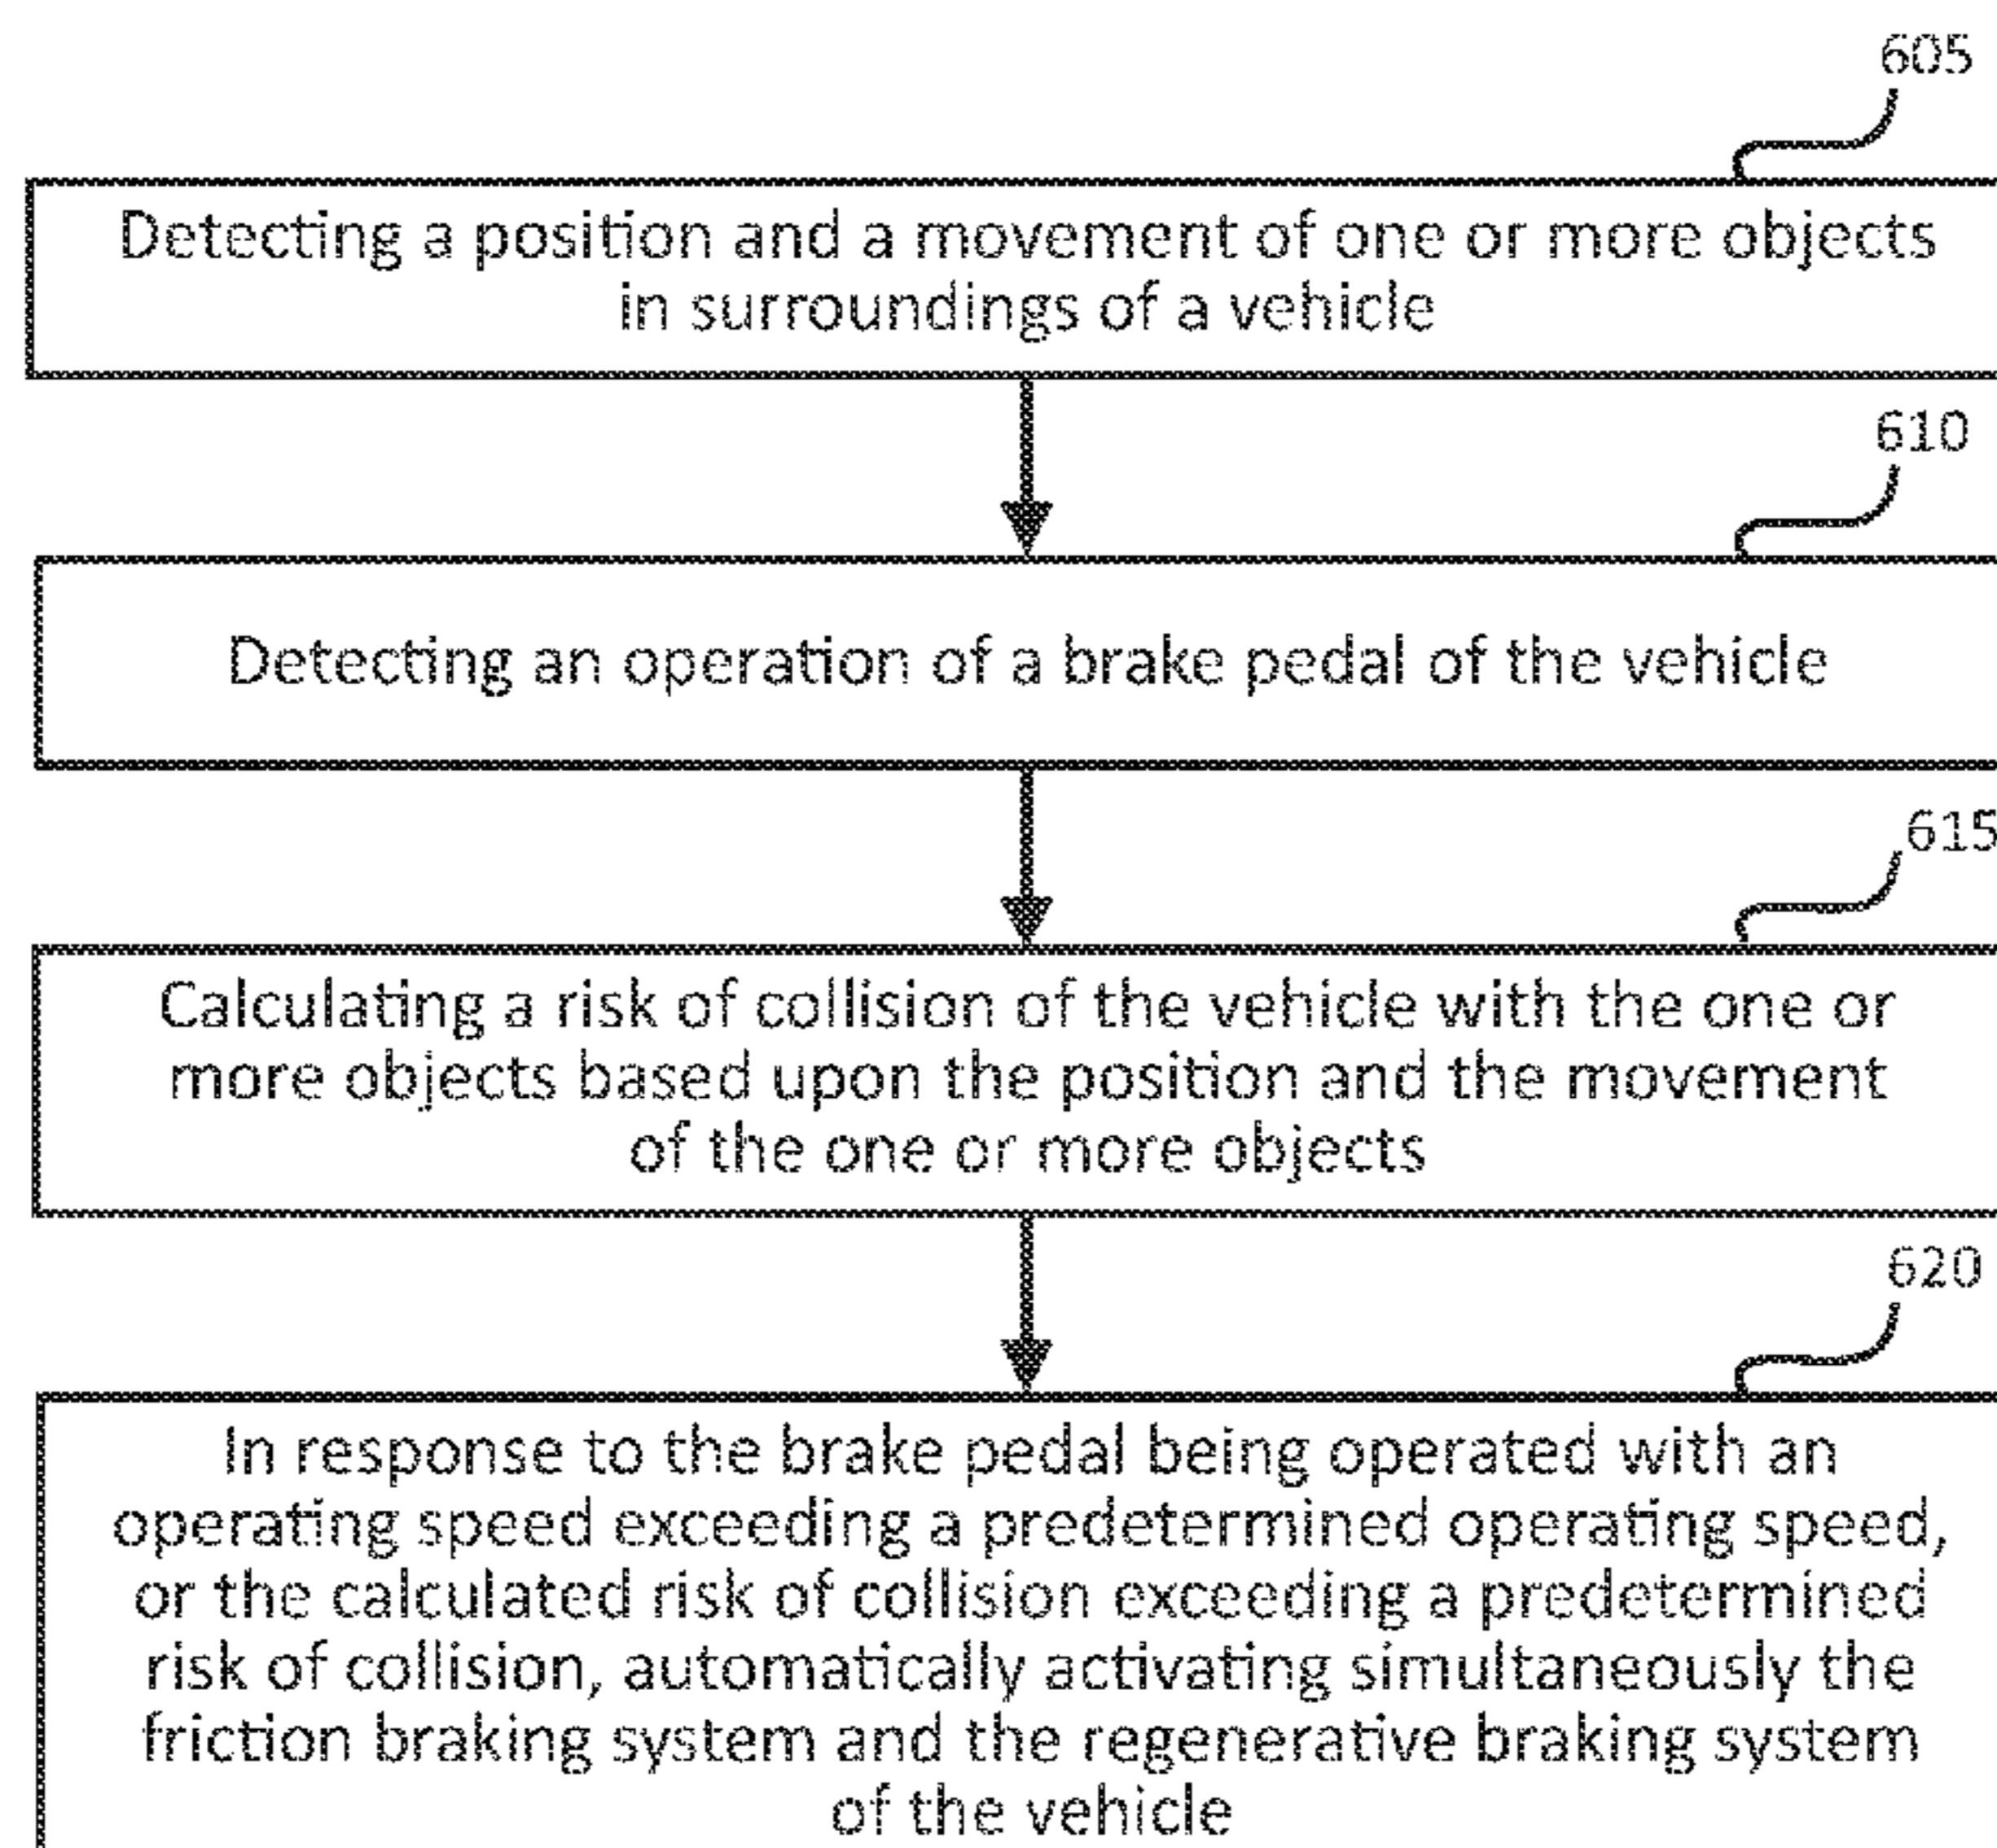 605
Detecting a position and a movement of one or more objects
in surroundings of a vehicle
610
Detecting an operation of a brake pedal of the vehicle
615
Calculating a risk of collision of the vehicle with the one or
more objects based upon the position and the movement
of the one or more objects
620
In response to the brake pedal being operated with an
operating speed exceeding a predetermined operating speed,
or the calculated risk of collision exceeding a predetermined
risk of collision, automatically activating simultaneously the
friction braking system and the regenerative braking system
of the vehicle